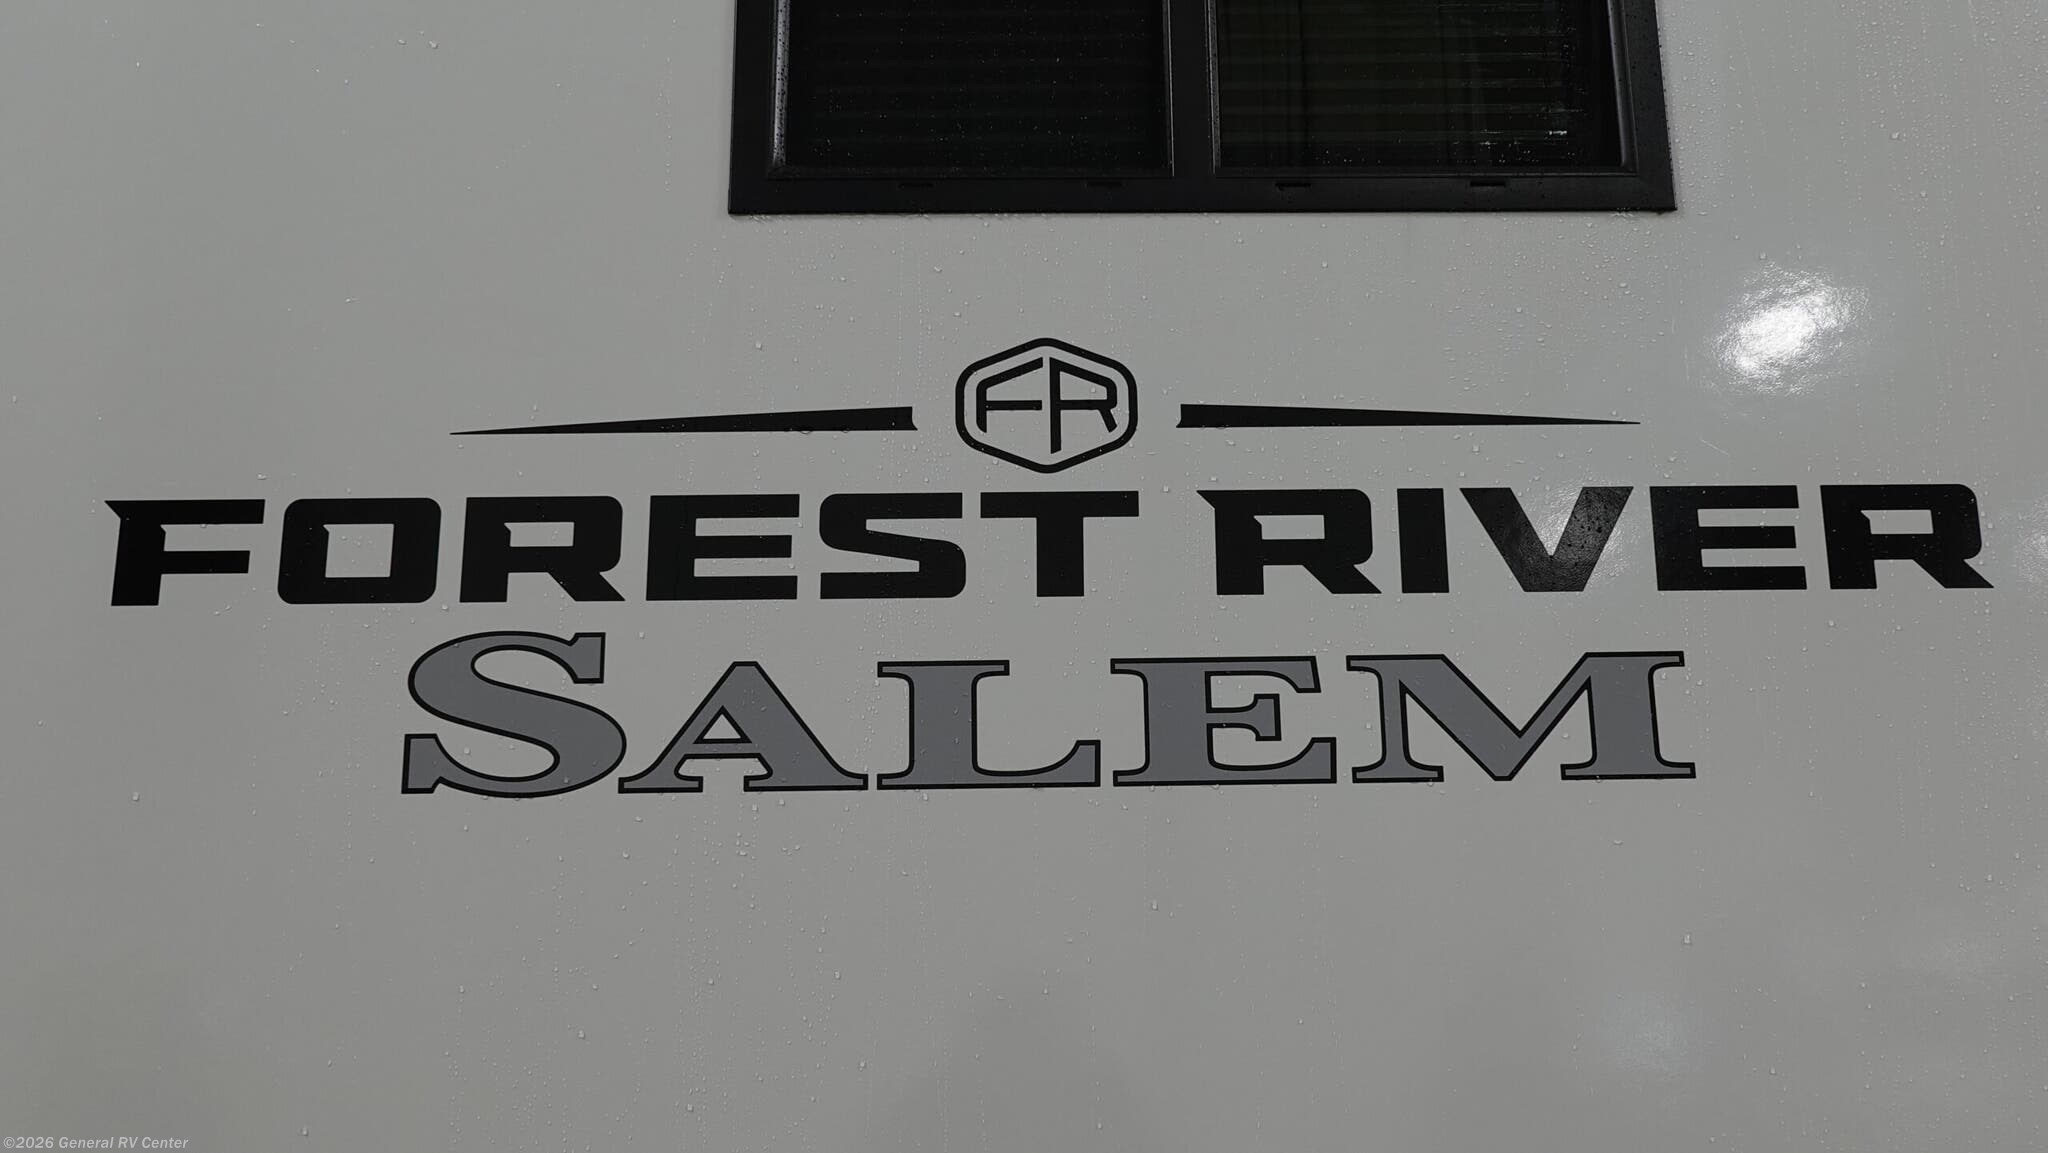 FR
FOREST RIVER
SALEM
©2026 General RV Center